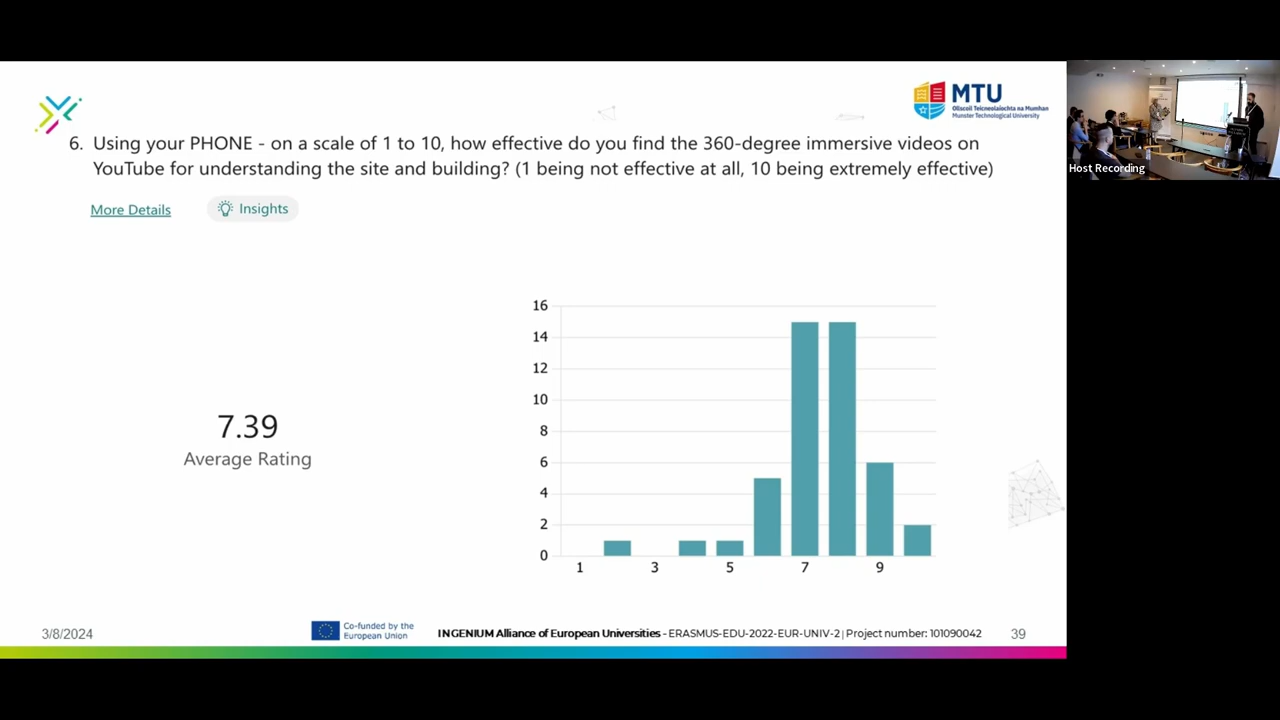 MTU
Ollscoil Teicneolaíochta na Mumhan
Munster Technological University
6. Using your PHONE - on a scale of 1 to 10, how effective do you find the 360-degree immersive videos on
YouTube for understanding the site and building? (1 being not effective at all, 10 being extremely effective)
More Details
Insights
Host Recording
7.39
Average Rating
16
14
12
10
8
6
4
2
0
1 3 5 7 9
3/8/2024
Co-funded by the
European Union
INGENIUM Alliance of European Universities - ERASMUS-EDU-2022-EUR-UNIV-2 | Project number: 101090042
39